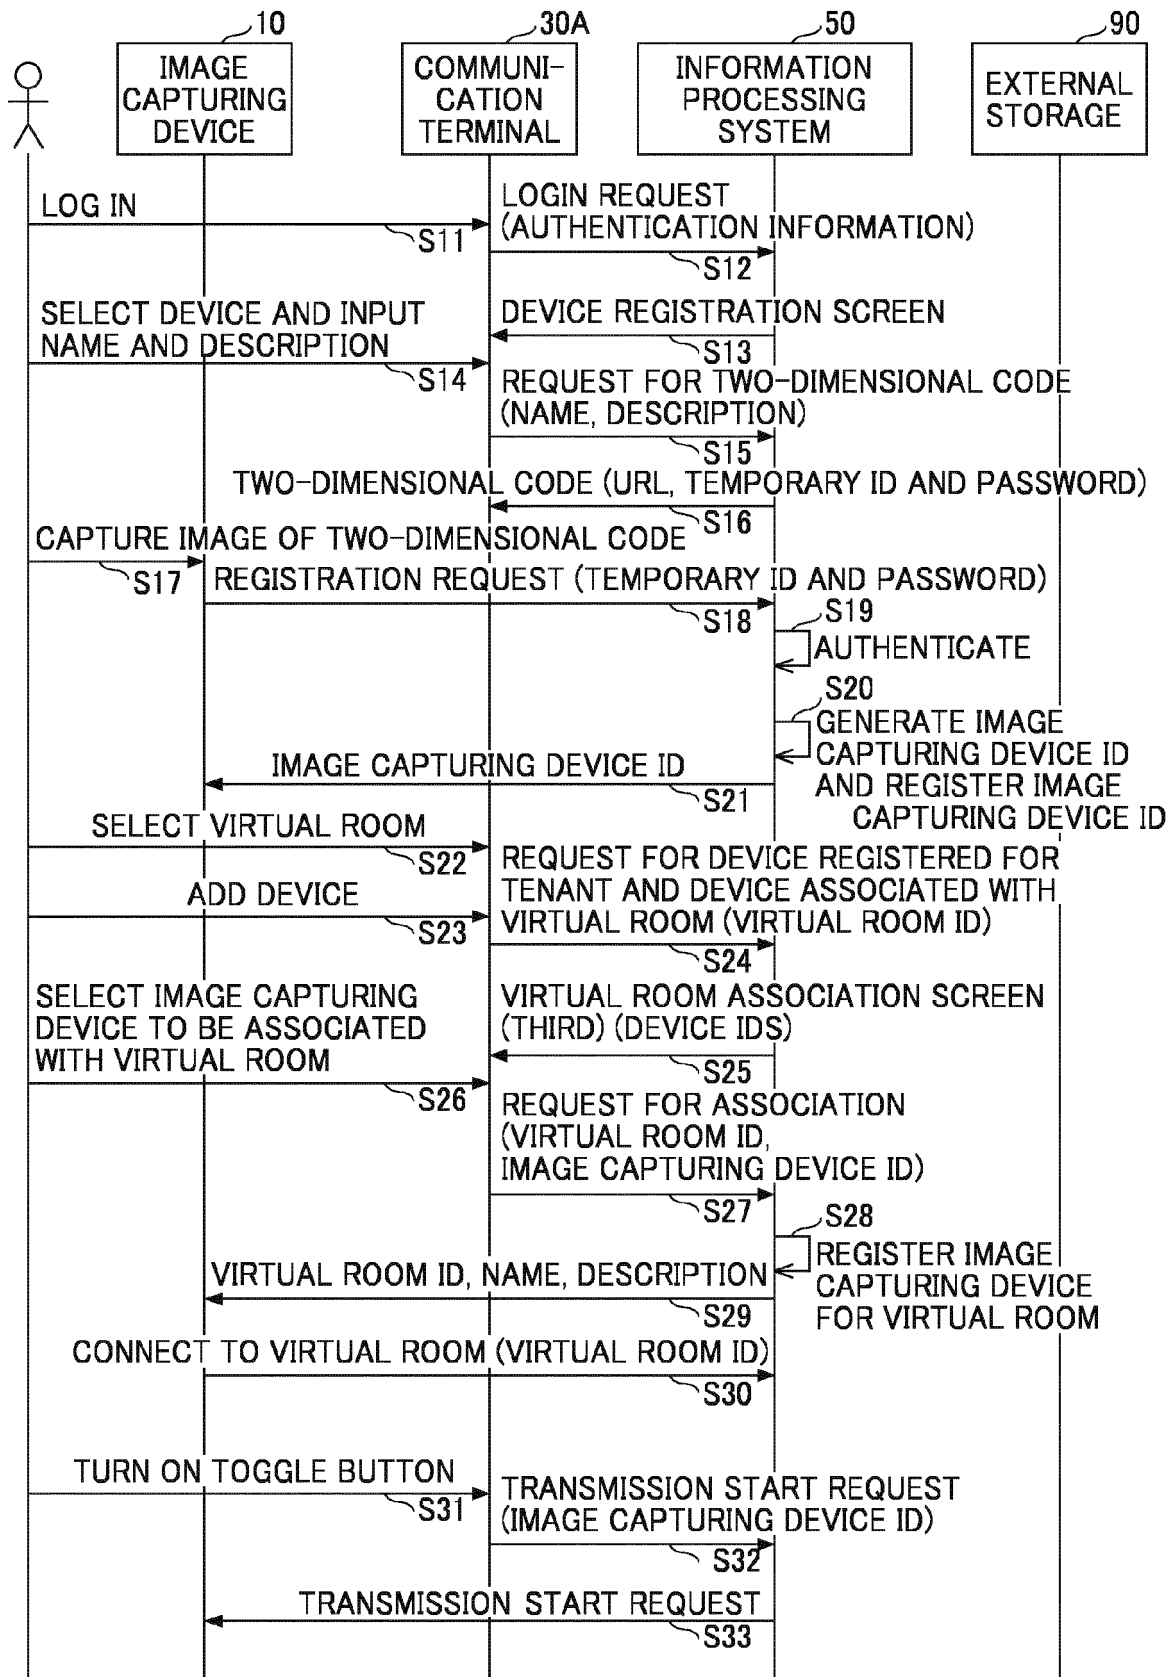 10
30A
50
90
IMAGE
CAPTURING
DEVICE
COMMUNI-
CATION
TERMINAL
INFORMATION
PROCESSING
SYSTEM
EXTERNAL
STORAGE
LOG IN
S11
LOGIN REQUEST
(AUTHENTICATION INFORMATION)
S12
DEVICE REGISTRATION SCREEN
S13
SELECT DEVICE AND INPUT
NAME AND DESCRIPTION
S14
REQUEST FOR TWO-DIMENSIONAL CODE
(NAME, DESCRIPTION)
S15
TWO-DIMENSIONAL CODE (URL, TEMPORARY ID AND PASSWORD)
S16
CAPTURE IMAGE OF TWO-DIMENSIONAL CODE
S17
REGISTRATION REQUEST (TEMPORARY ID AND PASSWORD)
S18
S19
AUTHENTICATE
S20
GENERATE IMAGE
CAPTURING DEVICE ID
AND REGISTER IMAGE
CAPTURING DEVICE ID
IMAGE CAPTURING DEVICE ID
S21
SELECT VIRTUAL ROOM
S22
ADD DEVICE
S23
REQUEST FOR DEVICE REGISTERED FOR
TENANT AND DEVICE ASSOCIATED WITH
VIRTUAL ROOM (VIRTUAL ROOM ID)
S24
VIRTUAL ROOM ASSOCIATION SCREEN
(THIRD) (DEVICE IDS)
S25
SELECT IMAGE CAPTURING
DEVICE TO BE ASSOCIATED
WITH VIRTUAL ROOM
S26
REQUEST FOR ASSOCIATION
(VIRTUAL ROOM ID,
IMAGE CAPTURING DEVICE ID)
S27
S28
REGISTER IMAGE
CAPTURING DEVICE
FOR VIRTUAL ROOM
VIRTUAL ROOM ID, NAME, DESCRIPTION
S29
CONNECT TO VIRTUAL ROOM (VIRTUAL ROOM ID)
S30
TURN ON TOGGLE BUTTON
S31
TRANSMISSION START REQUEST
(IMAGE CAPTURING DEVICE ID)
S32
TRANSMISSION START REQUEST
S33